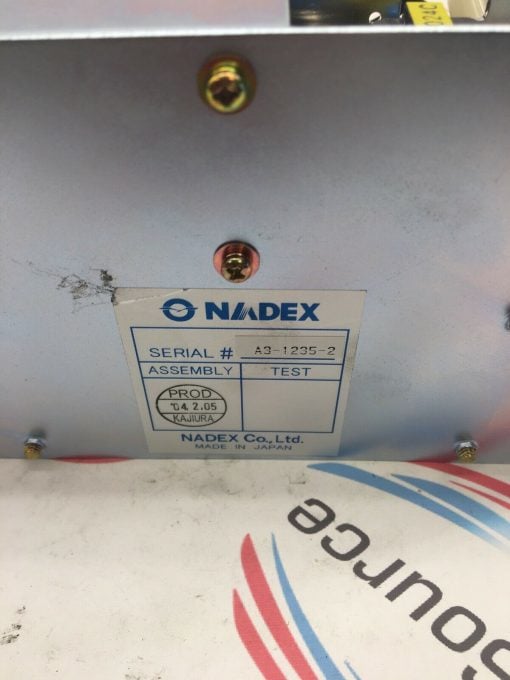 024C
NADEX
SERIAL # A3-1235-2
ASSEMBLY TEST
PROD
'04.2.05
KAJIURA
NADEX Co., Ltd.
MADE IN JAPAN
Source